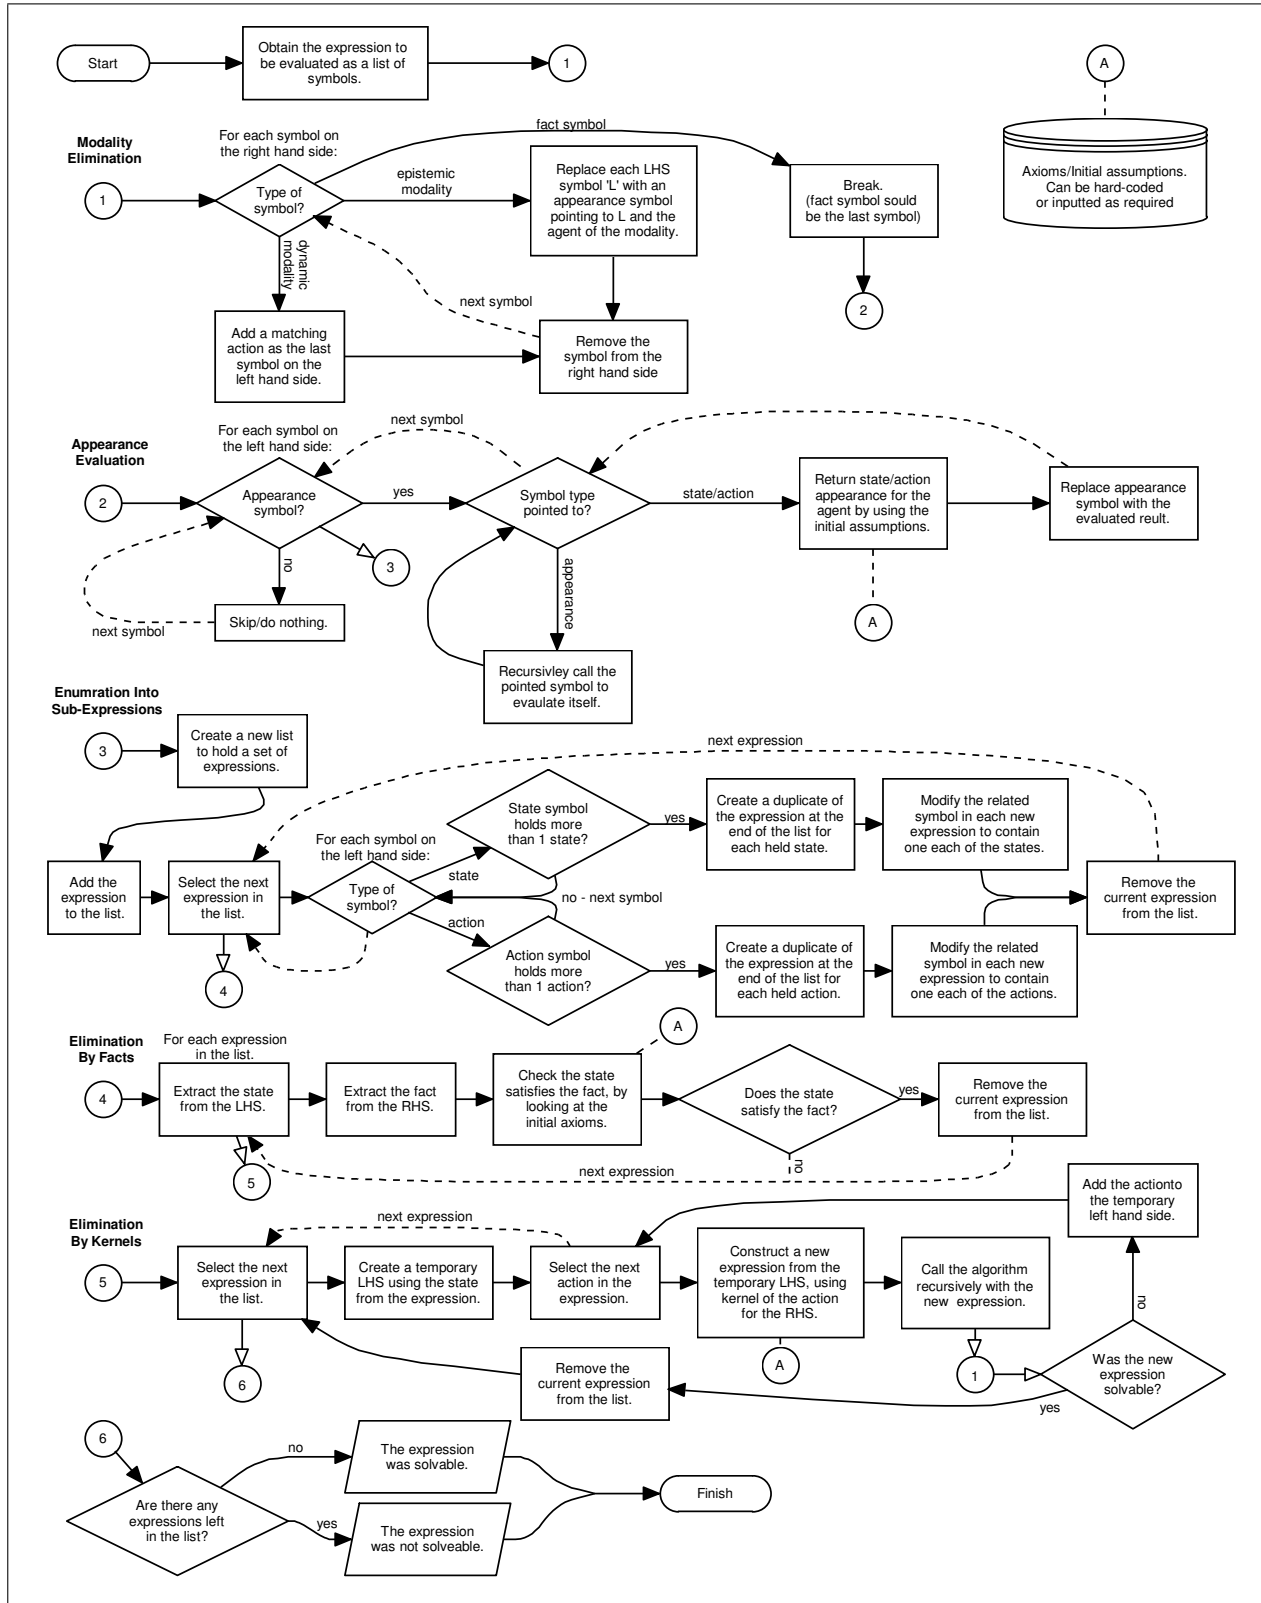 Start
Obtain the expression to
be evaluated as a list of
symbols.
1
A
Axioms/Initial assumptions.
Can be hard-coded
or inputted as required
Modality
Elimination
1
For each symbol on
the right hand side:
Type of
symbol?
fact symbol
epistemic
modality
dynamic
modality
Replace each LHS
symbol 'L' with an
appearance symbol
pointing to L and the
agent of the modality.
Break.
(fact symbol sould
be the last symbol)
2
next symbol
Add a matching
action as the last
symbol on the
left hand side.
Remove the
symbol from the
right hand side
Appearance
Evaluation
2
For each symbol on
the left hand side:
Appearance
symbol?
next symbol
yes
no
3
Skip/do nothing.
next symbol
Symbol type
pointed to?
state/action
appearance
Return state/action
appearance for the
agent by using the
initial assumptions.
A
Replace appearance
symbol with the
evaluated reult.
Recursivley call the
pointed symbol to
evaulate itself.
Enumration Into
Sub-Expressions
3
Create a new list
to hold a set of
expressions.
next expression
Add the
expression
to the list.
Select the next
expression in
the list.
4
For each symbol on
the left hand side:
Type of
symbol?
state
action
State symbol
holds more
than 1 state?
yes
no - next symbol
Action symbol
holds more
than 1 action?
yes
Create a duplicate of
the expression at the
end of the list for
each held state.
Modify the related
symbol in each new
expression to contain
one each of the states.
Create a duplicate of
the expression at the
end of the list for
each held action.
Modify the related
symbol in each new
expression to contain
one each of the actions.
Remove the
current expression
from the list.
Elimination
By Facts
4
For each expression
in the list.
Extract the state
from the LHS.
5
Extract the fact
from the RHS.
A
Check the state
satisfies the fact, by
looking at the
initial axioms.
Does the state
satisfy the fact?
yes
no
Remove the
current expression
from the list.
next expression
Elimination
By Kernels
5
next expression
Select the next
expression in
the list.
6
Create a temporary
LHS using the state
from the expression.
Select the next
action in the
expression.
Construct a new
expression from the
temporary LHS, using
kernel of the action
for the RHS.
A
Call the algorithm
recursively with the
new expression.
1
Add the actionto
the temporary
left hand side.
no
Was the new
expression
solvable?
yes
Remove the
current expression
from the list.
6
Are there any
expressions left
in the list?
no
yes
The expression
was solvable.
The expression
was not solveable.
Finish